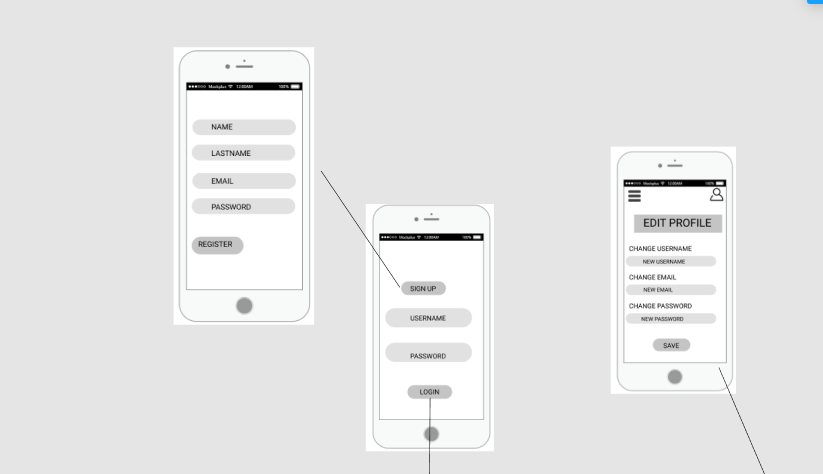 Mockplus 12:00AM 100%
NAME
LASTNAME
EMAIL
PASSWORD
REGISTER
Mockplus 12:00AM 100%
SIGN UP
USERNAME
PASSWORD
LOGIN
Mockplus 12:00AM 100%
EDIT PROFILE
CHANGE USERNAME
NEW USERNAME
CHANGE EMAIL
NEW EMAIL
CHANGE PASSWORD
NEW PASSWORD
SAVE